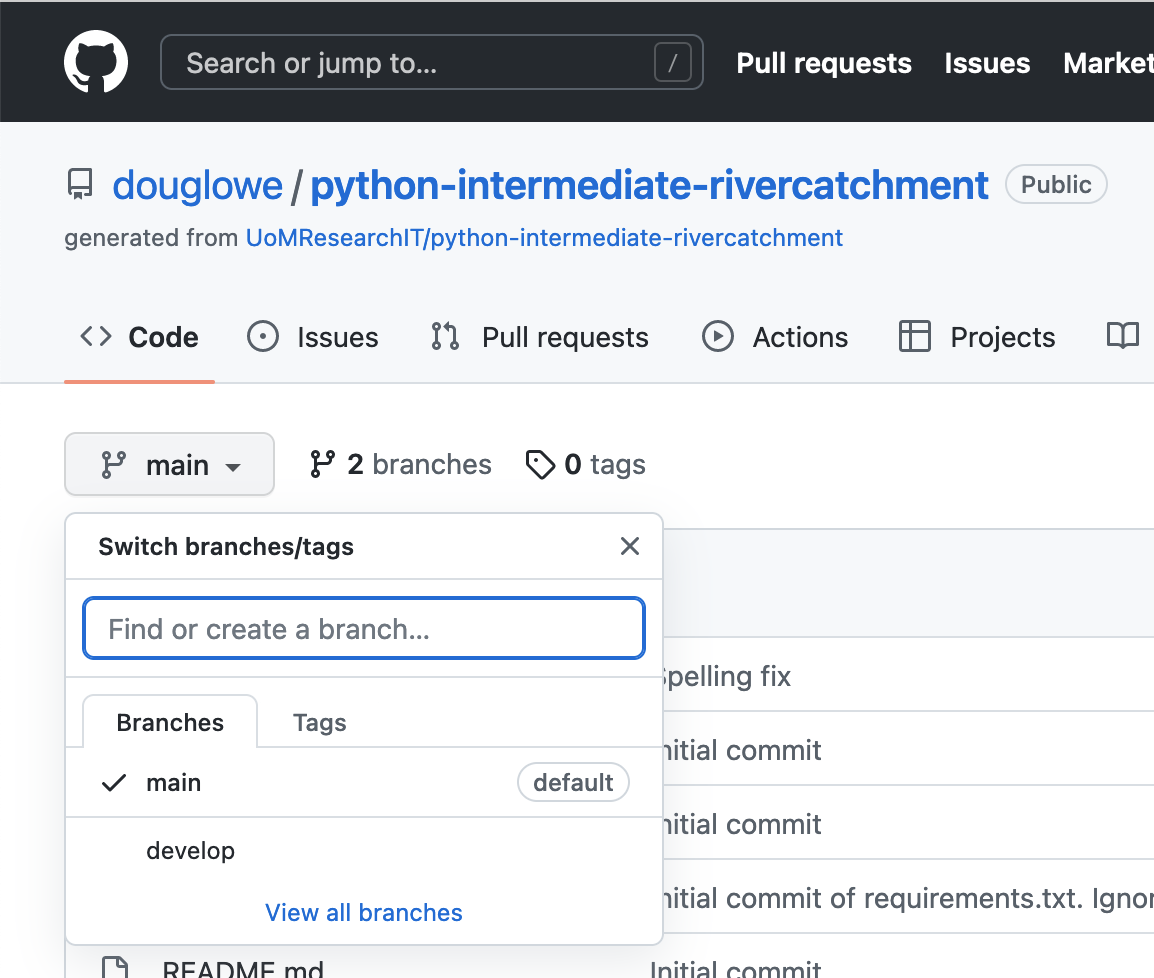 Search or jump to... /
Pull requests Issues Market
douglowe / python-intermediate-rivercatchment Public
generated from UoMResearchIT/python-intermediate-rivercatchment
Code Issues Pull requests Actions Projects
main 2 branches 0 tags
Switch branches/tags
Find or create a branch...
pelling fix
Branches Tags
nitial commit
main default
nitial commit
develop
nitial commit of requirements.txt. Ignor
View all branches
README.md Initial commit